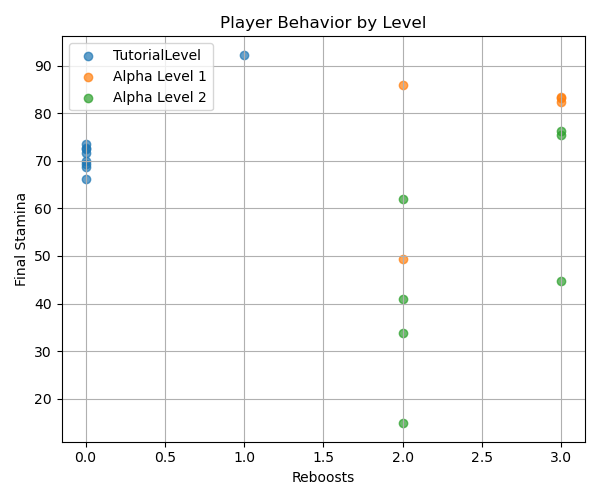 Player Behavior by Level
TutorialLevel
Alpha Level 1
Alpha Level 2
Final Stamina
90
80
70
60
50
40
30
20
0.0 0.5 1.0 1.5 2.0 2.5 3.0
Reboosts